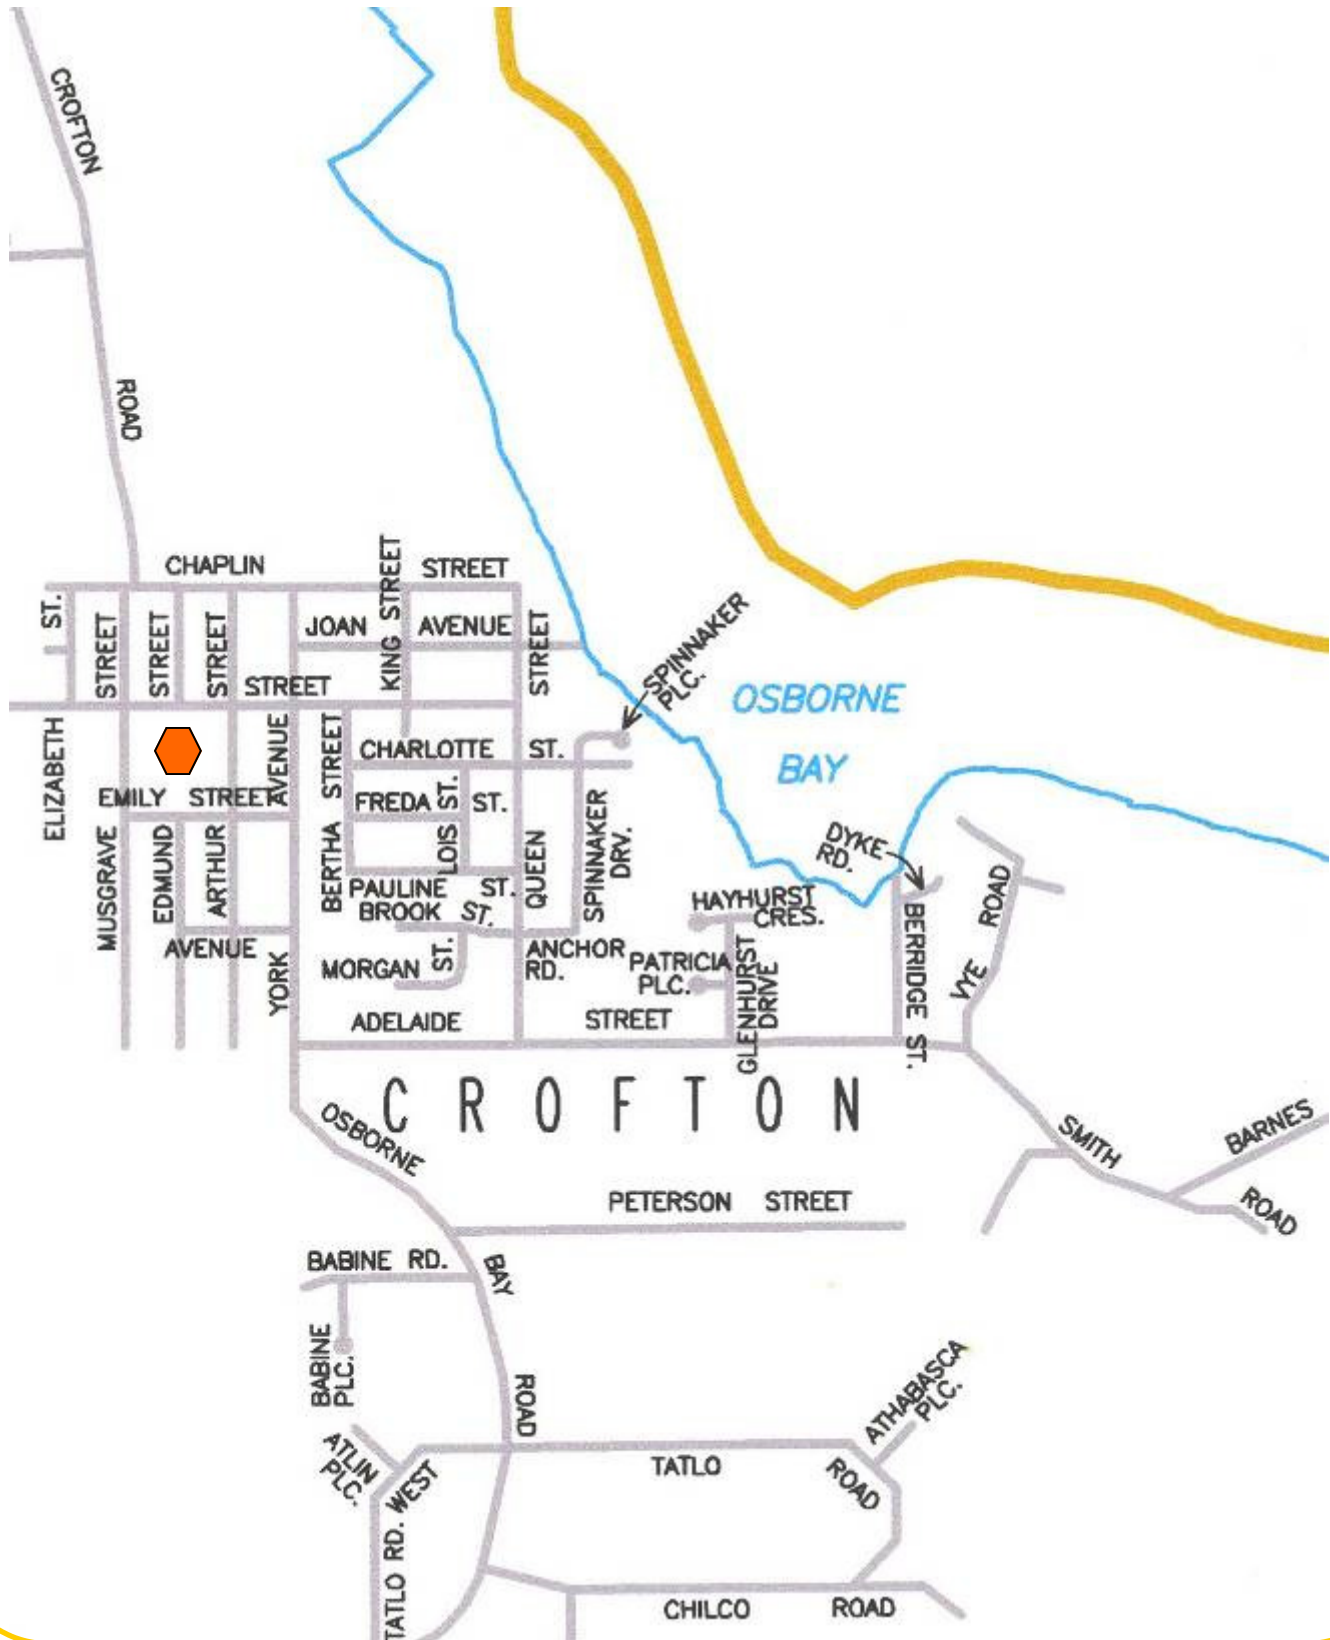 CROFTON
ROAD
CHAPLIN STREET
ST.
STREET
STREET
STREET
JOAN AVENUE
KING STREET
STREET
STREET
SPINNAKER
PLC.
OSBORNE
BAY
ELIZABETH
AVENUE
BERTHA STREET
CHARLOTTE ST.
EMILY STREET
FREDA ST.
LOIS ST.
QUEEN
SPINNAKER
DRV.
DYKE
RD.
MUSGRAVE
EDMUND
ARTHUR
PAULINE ST.
BROOK ST.
HAYHURST
CRES.
BERRIDGE ST.
VYE ROAD
AVENUE
YORK
MORGAN ST.
ANCHOR
RD.
PATRICIA
PLC.
GLENHURST
DRIVE
ADELAIDE STREET
CROFTON
OSBORNE
BAY
ROAD
SMITH
ROAD
BARNES
PETERSON STREET
BABINE RD.
BABINE
PLC.
ATLIN
PLC.
TATLO RD. WEST
TATLO ROAD
ATHABASCA
PLC.
CHILCO ROAD